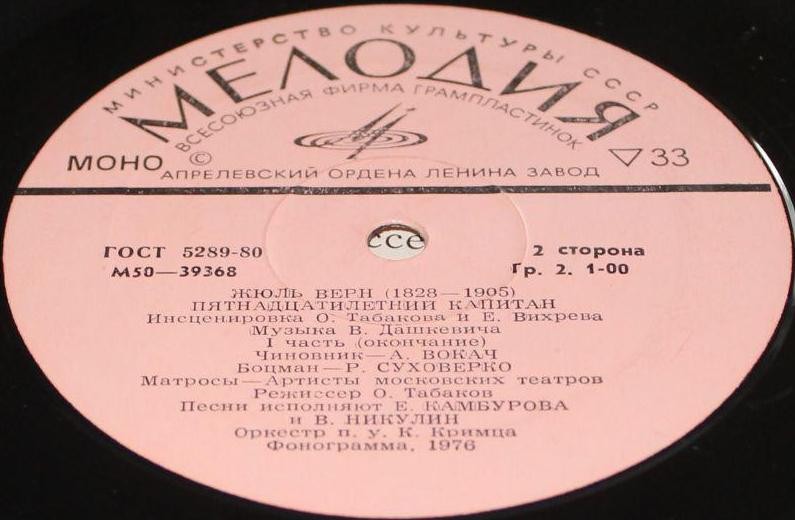 МИНИСТЕРСТВО КУЛЬТУРЫ СССР
МЕЛОДИЯ
ВСЕСОЮЗНАЯ ФИРМА ГРАМПЛАСТИНОК
МОНО © ▽ 33
АПРЕЛЕВСКИЙ ОРДЕНА ЛЕНИНА ЗАВОД
ссе
ГОСТ 5289-80 2 сторона
М50—39368 Гр. 2. 1-00
ЖЮЛЬ ВЕРН (1828—1905)
ПЯТНАДЦАТИЛЕТНИЙ КАПИТАН
Инсценировка О. Табакова и Е. Вихрева
Музыка В. Дашкевича
I часть (окончание)
Чиновник—А. ВОКАЧ
Боцман—Р. СУХОВЕРКО
Матросы—Артисты московских театров
Режиссер О. Табаков
Песни исполняют Е. КАМБУРОВА
и В. НИКУЛИН
Оркестр п. у. К. Кримца
Фонограмма, 1976